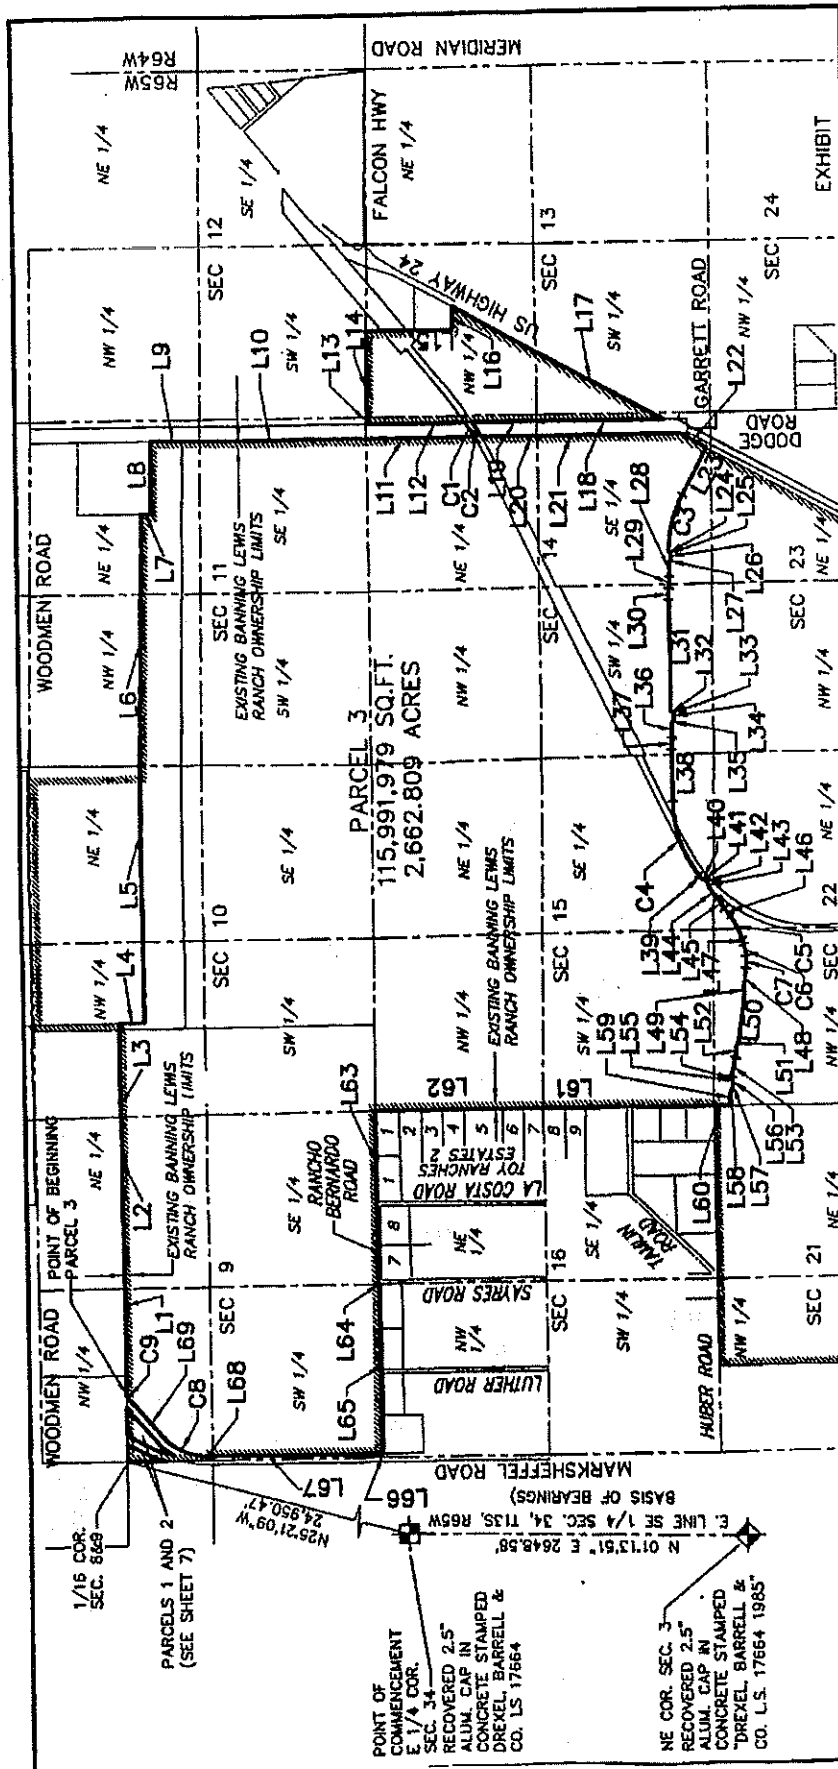 WOODMEN ROAD
POINT OF BEGINNING
PARCEL 3
WOODMEN ROAD
R65W
R64W
1/16 COR.
SEC. 8&9
PARCELS 1 AND 2
(SEE SHEET 7)
NW 1/4
NE 1/4
NW 1/4
NE 1/4
NW 1/4
NE 1/4
NW 1/4
NE 1/4
C9
L1
L69
C8
L68
L2
L3
L4
L5
L6
L7
L8
L9
L10
EXISTING BANNING LEWIS
RANCH OWNERSHIP LIMITS
SEC 9
SEC 10
SEC 11
SEC 12
EXISTING BANNING LEWIS
RANCH OWNERSHIP LIMITS
SW 1/4
SE 1/4
SW 1/4
SE 1/4
SW 1/4
SE 1/4
SW 1/4
SE 1/4
L67
L66
L65
L64
RANCHO
BERNARDO
ROAD
L63
PARCEL 3
115,991,979 SQ.FT.
2,662.809 ACRES
L13
L14
FALCON HWY
MERIDIAN ROAD
N25°21'09"W
24,950.47'
POINT OF
COMMENCEMENT
E 1/4 COR.
SEC. 34
RECOVERED 2.5"
ALUM. CAP IN
CONCRETE STAMPED
DREXEL, BARRELL &
CO. LS 17664
N 01°13'51" E 2648.58'
E. LINE SE 1/4 SEC. 34, T13S, R65W
BASIS OF BEARINGS)
MARKSHEFFEL ROAD
LUTHER ROAD
SAYRES ROAD
LA COSTA ROAD
TOY RANCHES
ESTATES 2
7
8
1
1
2
3
4
5
6
7
8
9
NW 1/4
NE 1/4
NW 1/4
NE 1/4
NW 1/4
NE 1/4
NW 1/4
NE 1/4
L62
L61
EXISTING BANNING LEWIS
RANCH OWNERSHIP LIMITS
L11
L12
C1
C2
L19
L20
L21
L18
L16
L17
US HIGHWAY 24
SEC 16
SEC 15
14
SEC 13
SW 1/4
SE 1/4
SW 1/4
SE 1/4
SW 1/4
SE 1/4
SW 1/4
TAMLIN
ROAD
HUBER ROAD
GARRETT ROAD
DODGE
ROAD
L22
L23
L24
L25
L26
L27
L28
L29
L30
L31
L32
L33
L34
L35
L36
L37
L38
L39
L40
L41
L42
L43
L44
L45
L46
L47
L48
L49
L50
L51
L52
L53
L54
L55
L56
L57
L58
L59
L60
C3
C4
C5
C6
C7
NE COR. SEC. 3
RECOVERED 2.5"
ALUM. CAP IN
CONCRETE STAMPED
"DREXEL, BARRELL &
CO. L.S. 17664 1985"
NW 1/4
SEC 21
NE 1/4
NW 1/4
SEC 22
NE 1/4
NW 1/4
SEC 23
NE 1/4
NW 1/4
SEC 24
EXHIBIT